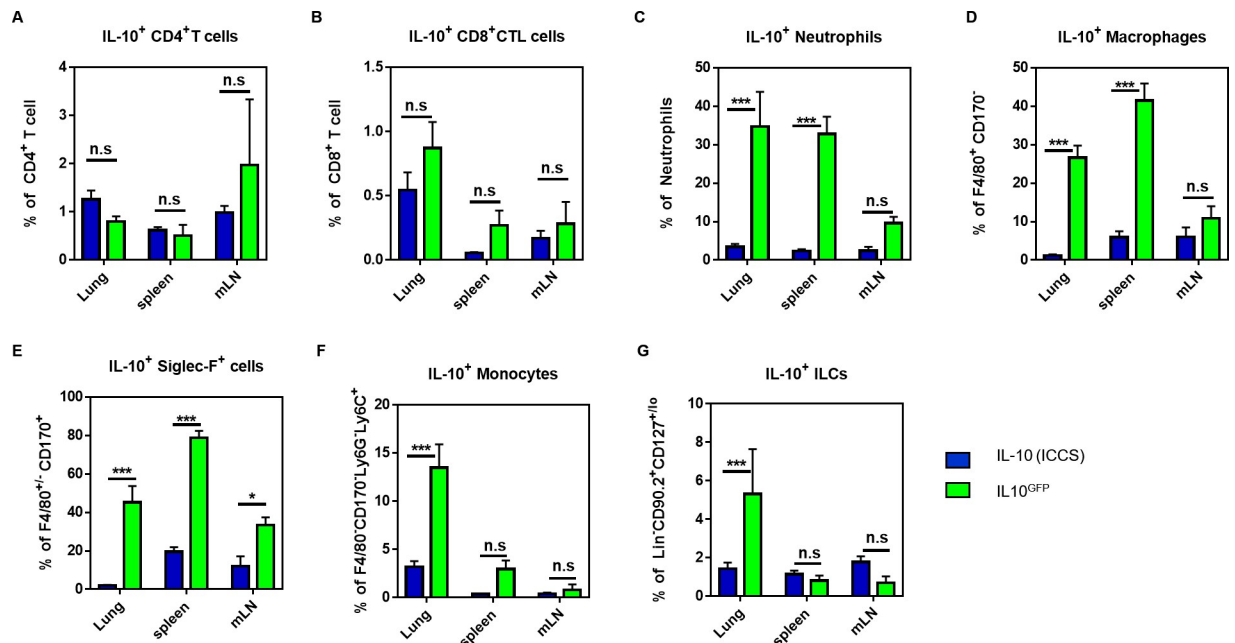 A
IL-10+ CD4+T cells
% of CD4+ T cell
4
3
2
1
0
n.s
n.s
n.s
Lung
spleen
mLN
B
IL-10+ CD8+CTL cells
% of CD8+ T cell
1.5
1.0
0.5
0.0
n.s
n.s
n.s
Lung
spleen
mLN
C
IL-10+ Neutrophils
% of Neutrophils
50
40
30
20
10
0
***
***
n.s
Lung
spleen
mLN
D
IL-10+ Macrophages
% of F4/80+ CD170-
50
40
30
20
10
0
***
***
n.s
Lung
spleen
mLN
E
IL-10+ Siglec-F+ cells
% of F4/80+/- CD170+
100
80
60
40
20
0
***
***
*
Lung
spleen
mLN
F
IL-10+ Monocytes
% of F4/80-CD170-Ly6G-Ly6C+
20
15
10
5
0
***
n.s
n.s
Lung
spleen
mLN
G
IL-10+ ILCs
% of Lin-CD90.2+CD127+/lo
10
8
6
4
2
0
***
n.s
n.s
Lung
spleen
mLN
IL-10 (ICCS)
IL10GFP